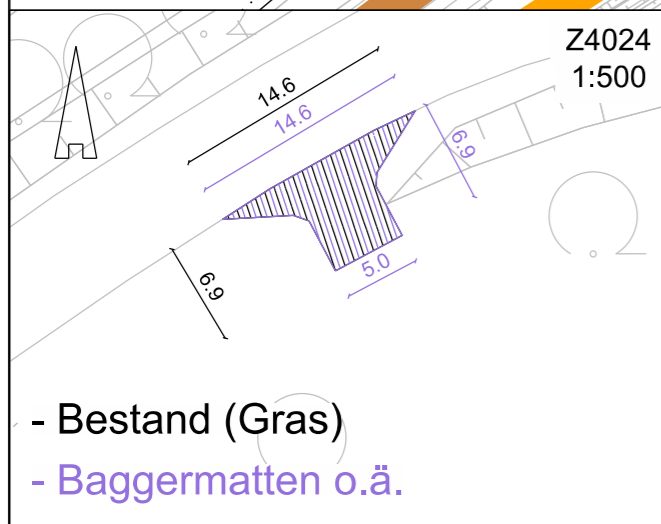 Z4024
1:500
14.6
14.6
6.9
6.9
5.0
- Bestand (Gras)
- Baggermatten o.ä.